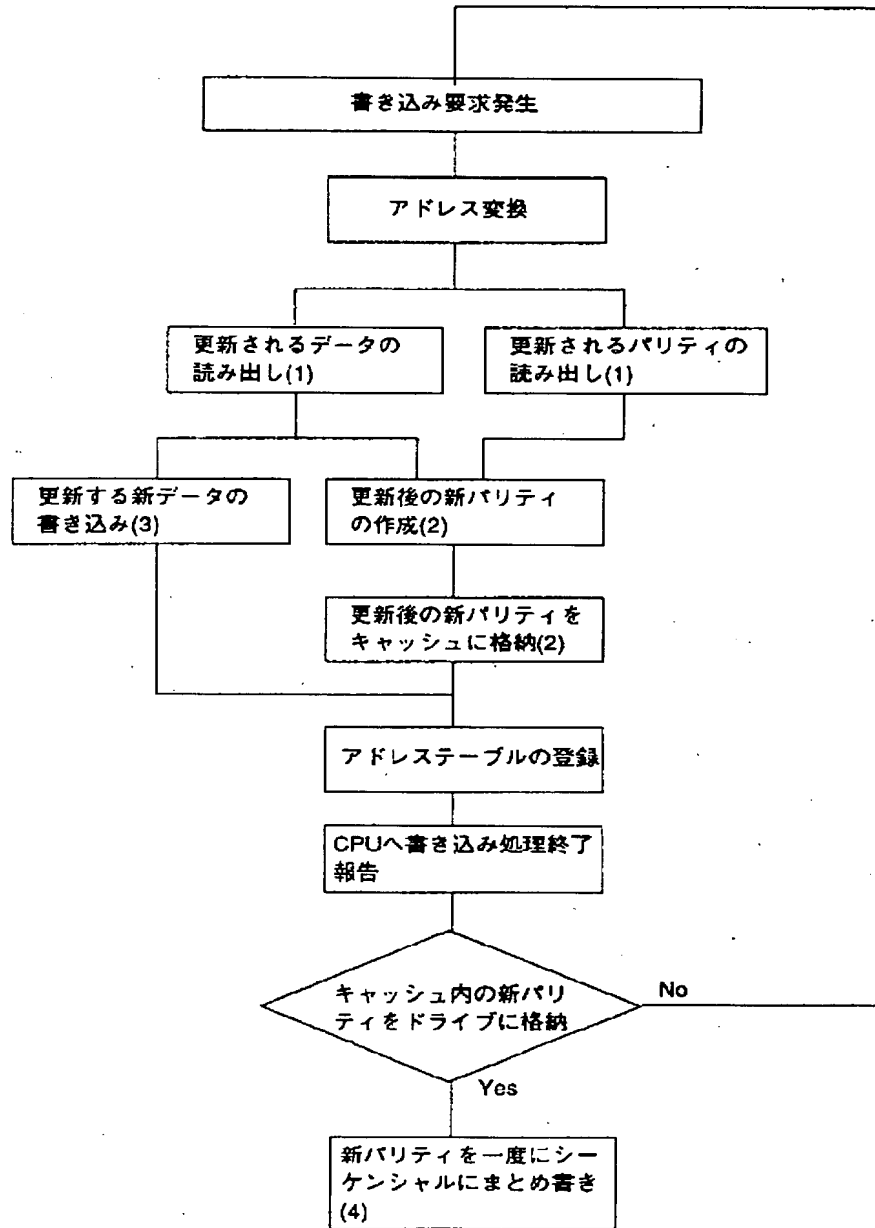 書き込み要求発生
アドレス変換
更新されるデータの
読み出し(1)
更新されるパリティの
読み出し(1)
更新する新データの
書き込み(3)
更新後の新パリティ
の作成(2)
更新後の新パリティを
キャッシュに格納(2)
アドレステーブルの登録
CPUへ書き込み処理終了
報告
キャッシュ内の新パリ
ティをドライブに格納
No
Yes
新パリティを一度にシー
ケンシャルにまとめ書き
(4)